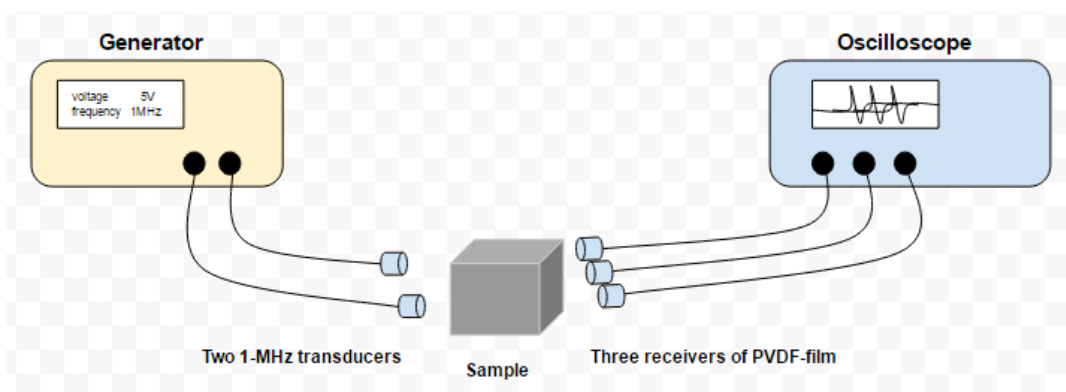 Generator
Oscilloscope
voltage 5V
frequency 1MHz
Two 1-MHz transducers
Three receivers of PVDF-film
Sample